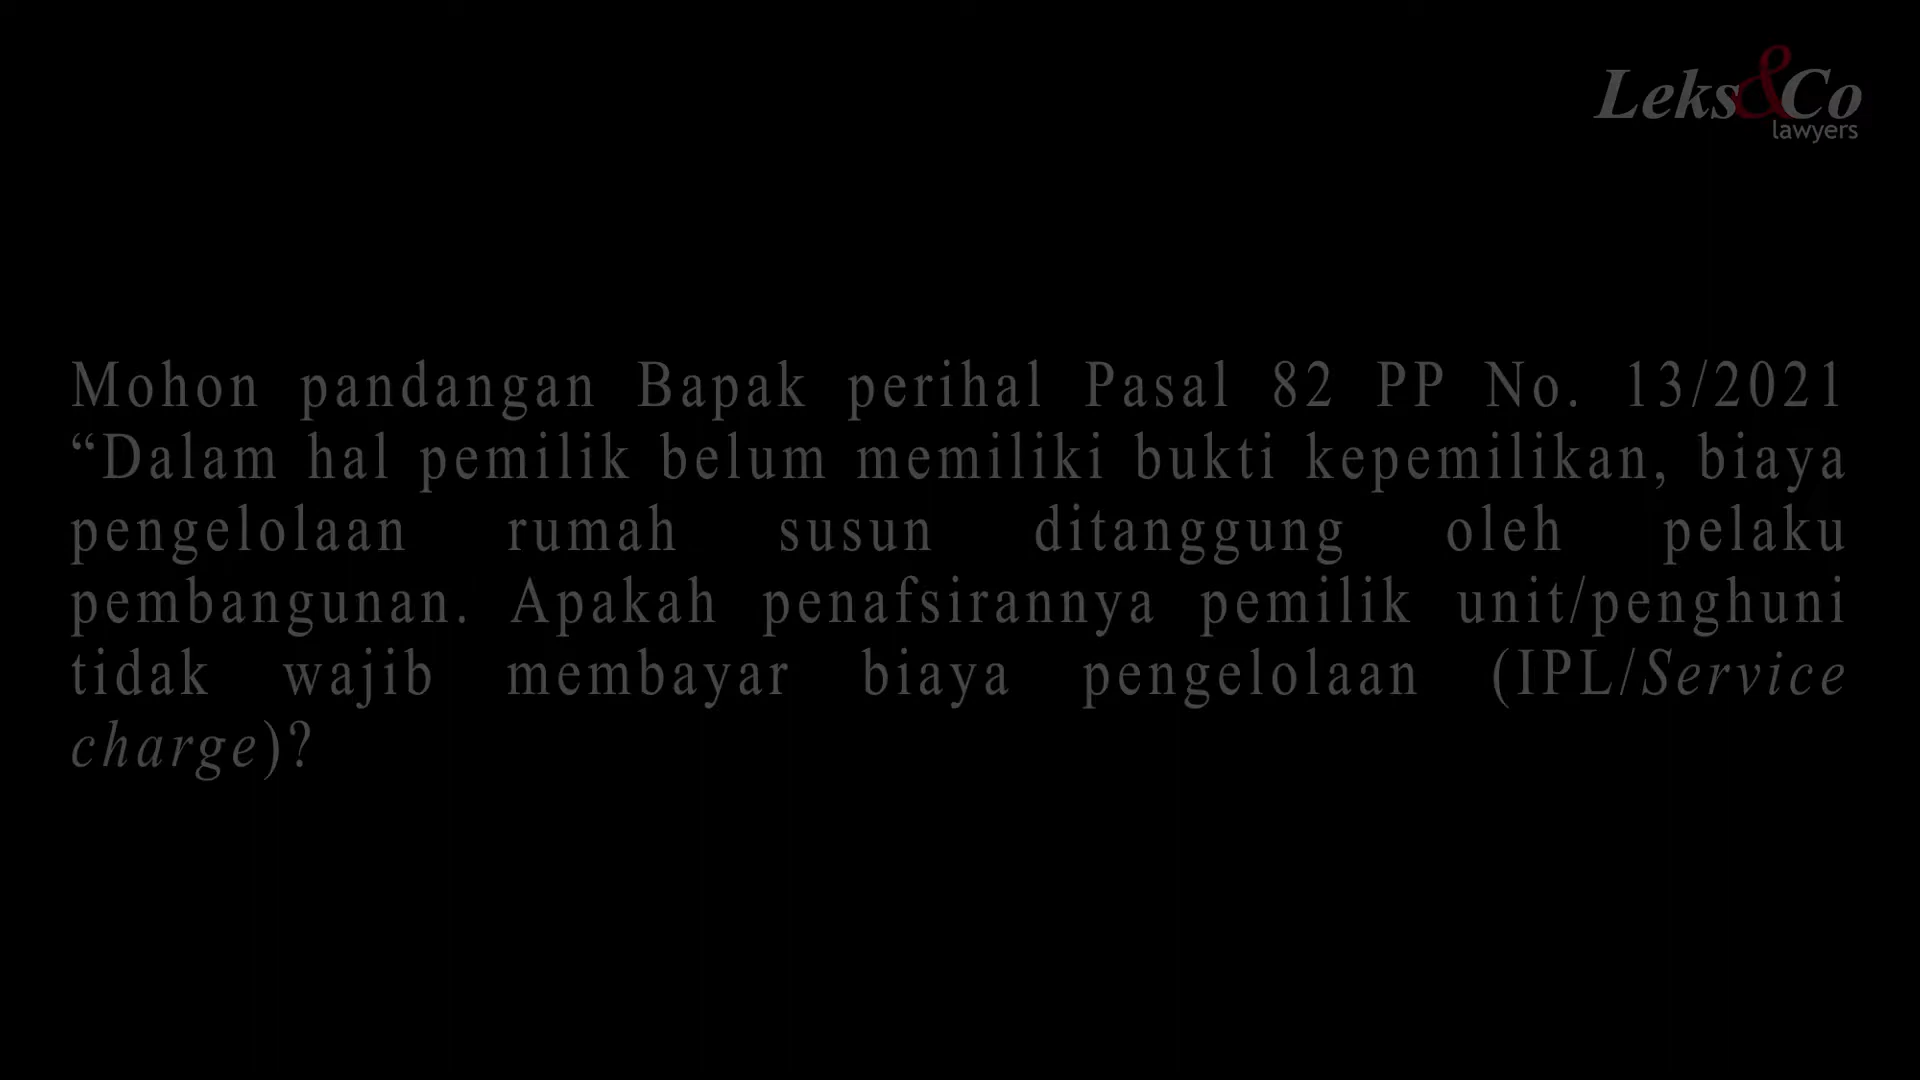 Leks&Co
lawyers
Mohon pandangan Bapak perihal Pasal 82 PP No. 13/2021
“Dalam hal pemilik belum memiliki bukti kepemilikan, biaya
pengelolaan rumah susun ditanggung oleh pelaku
pembangunan. Apakah penafsirannya pemilik unit/penghuni
tidak wajib membayar biaya pengelolaan (IPL/Service
charge)?